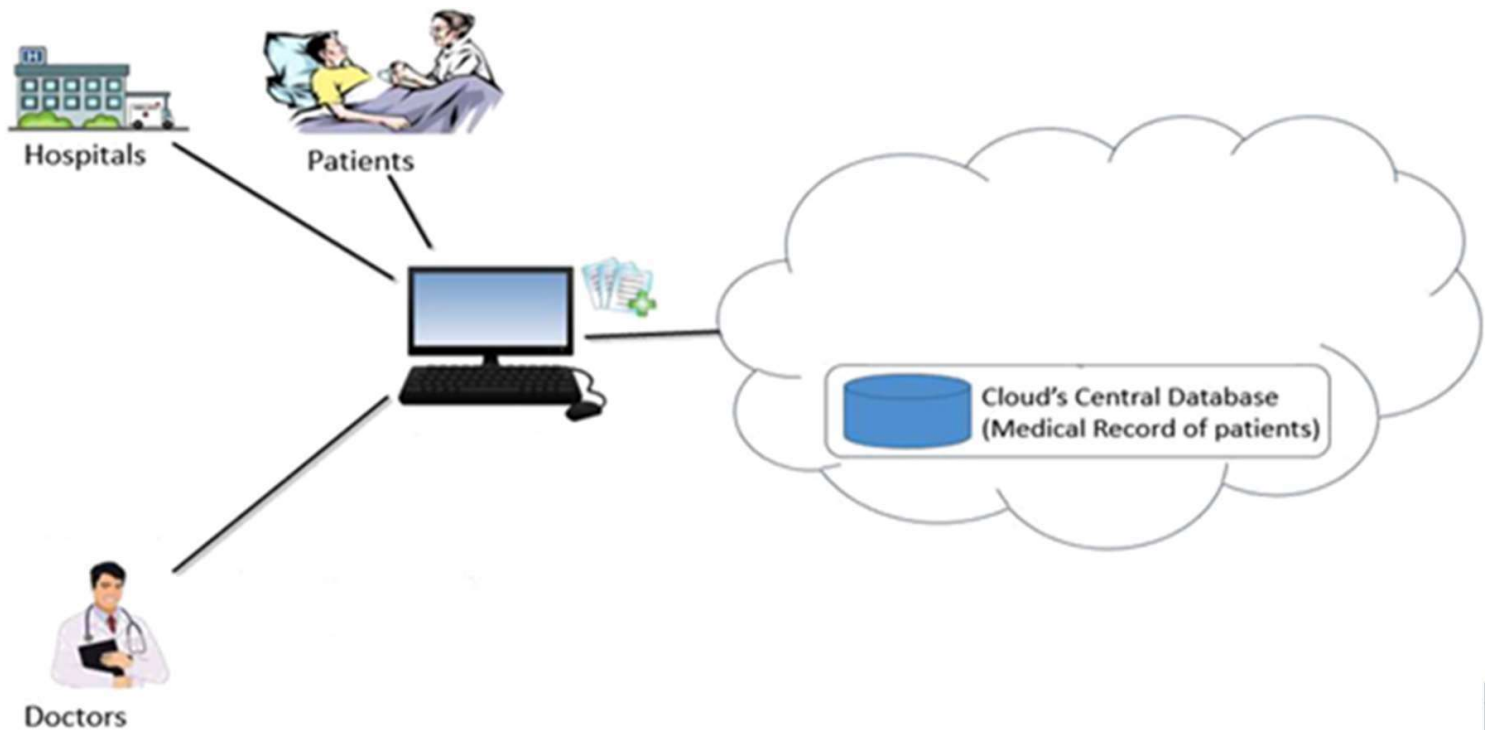 H
Hospitals
Patients
Cloud's Central Database
(Medical Record of patients)
Doctors